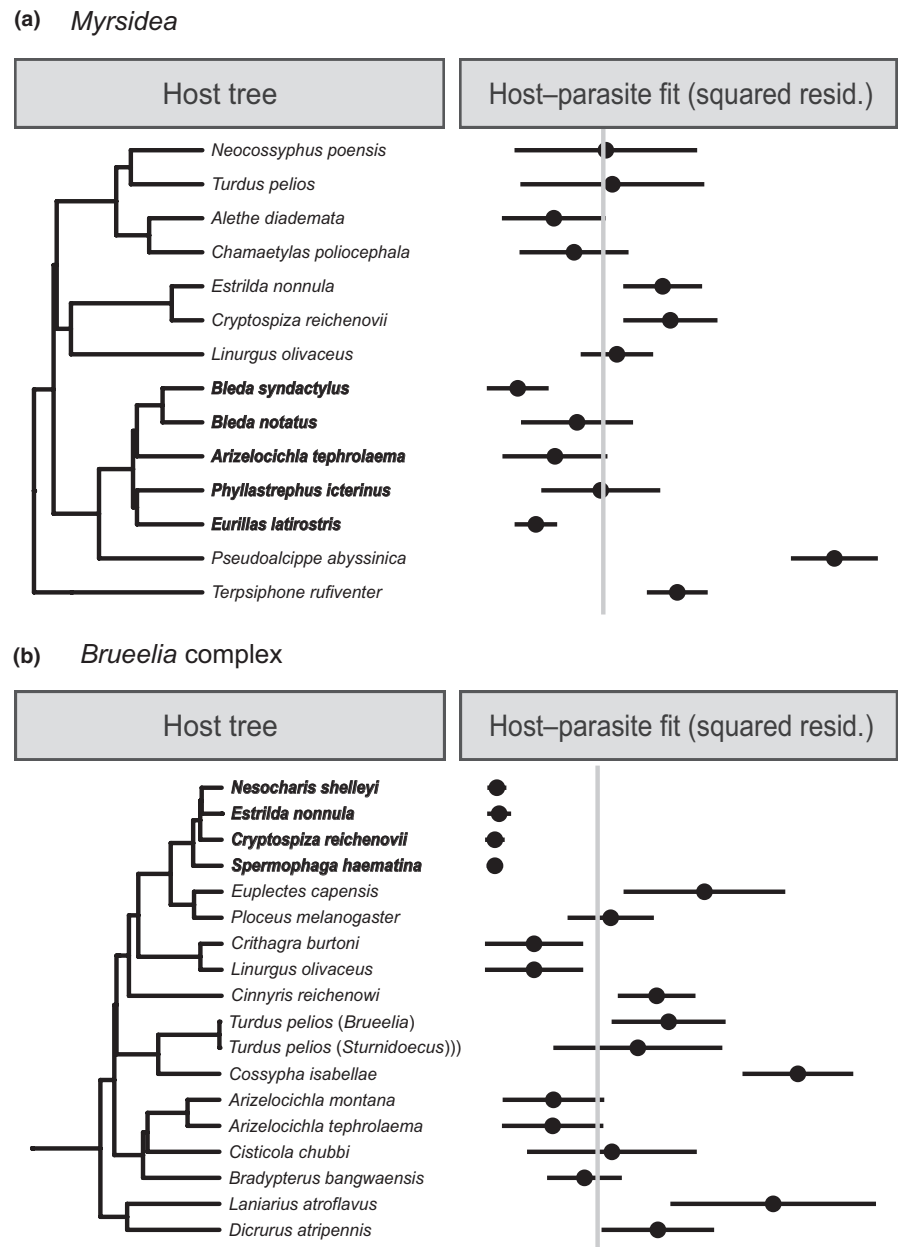 (a) Myrsidea
Host tree
Host–parasite fit (squared resid.)
Neocossyphus poensis
Turdus pelios
Alethe diademata
Chamaetylas poliocephala
Estrilda nonnula
Cryptospiza reichenovii
Linurgus olivaceus
Bleda syndactylus
Bleda notatus
Arizelocichla tephrolaema
Phyllastrephus icterinus
Eurillas latirostris
Pseudoalcippe abyssinica
Terpsiphone rufiventer
(b) Brueelia complex
Host tree
Host–parasite fit (squared resid.)
Nesocharis shelleyi
Estrilda nonnula
Cryptospiza reichenovii
Spermophaga haematina
Euplectes capensis
Ploceus melanogaster
Crithagra burtoni
Linurgus olivaceus
Cinnyris reichenowi
Turdus pelios (Brueelia)
Turdus pelios (Sturnidoecus)))
Cossypha isabellae
Arizelocichla montana
Arizelocichla tephrolaema
Cisticola chubbi
Bradypterus bangwaensis
Laniarius atroflavus
Dicrurus atripennis